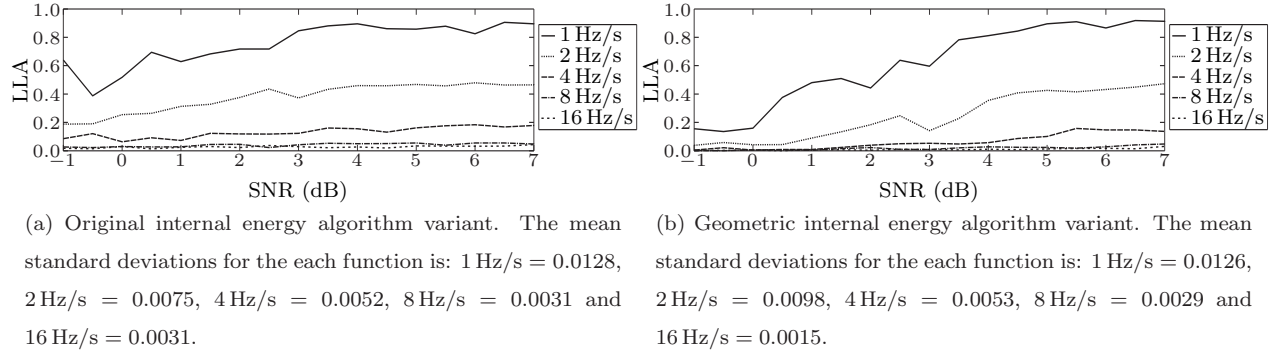 1.0
0.8
0.6
0.4
0.2
0.0
LLA
−1 0 1 2 3 4 5 6 7
SNR (dB)
1 Hz/s
2 Hz/s
4 Hz/s
8 Hz/s
16 Hz/s
(a) Original internal energy algorithm variant. The mean
standard deviations for the each function is: 1 Hz/s = 0.0128,
2 Hz/s = 0.0075, 4 Hz/s = 0.0052, 8 Hz/s = 0.0031 and
16 Hz/s = 0.0031.
1.0
0.8
0.6
0.4
0.2
0.0
LLA
−1 0 1 2 3 4 5 6 7
SNR (dB)
1 Hz/s
2 Hz/s
4 Hz/s
8 Hz/s
16 Hz/s
(b) Geometric internal energy algorithm variant. The mean
standard deviations for the each function is: 1 Hz/s = 0.0126,
2 Hz/s = 0.0098, 4 Hz/s = 0.0053, 8 Hz/s = 0.0029 and
16 Hz/s = 0.0015.